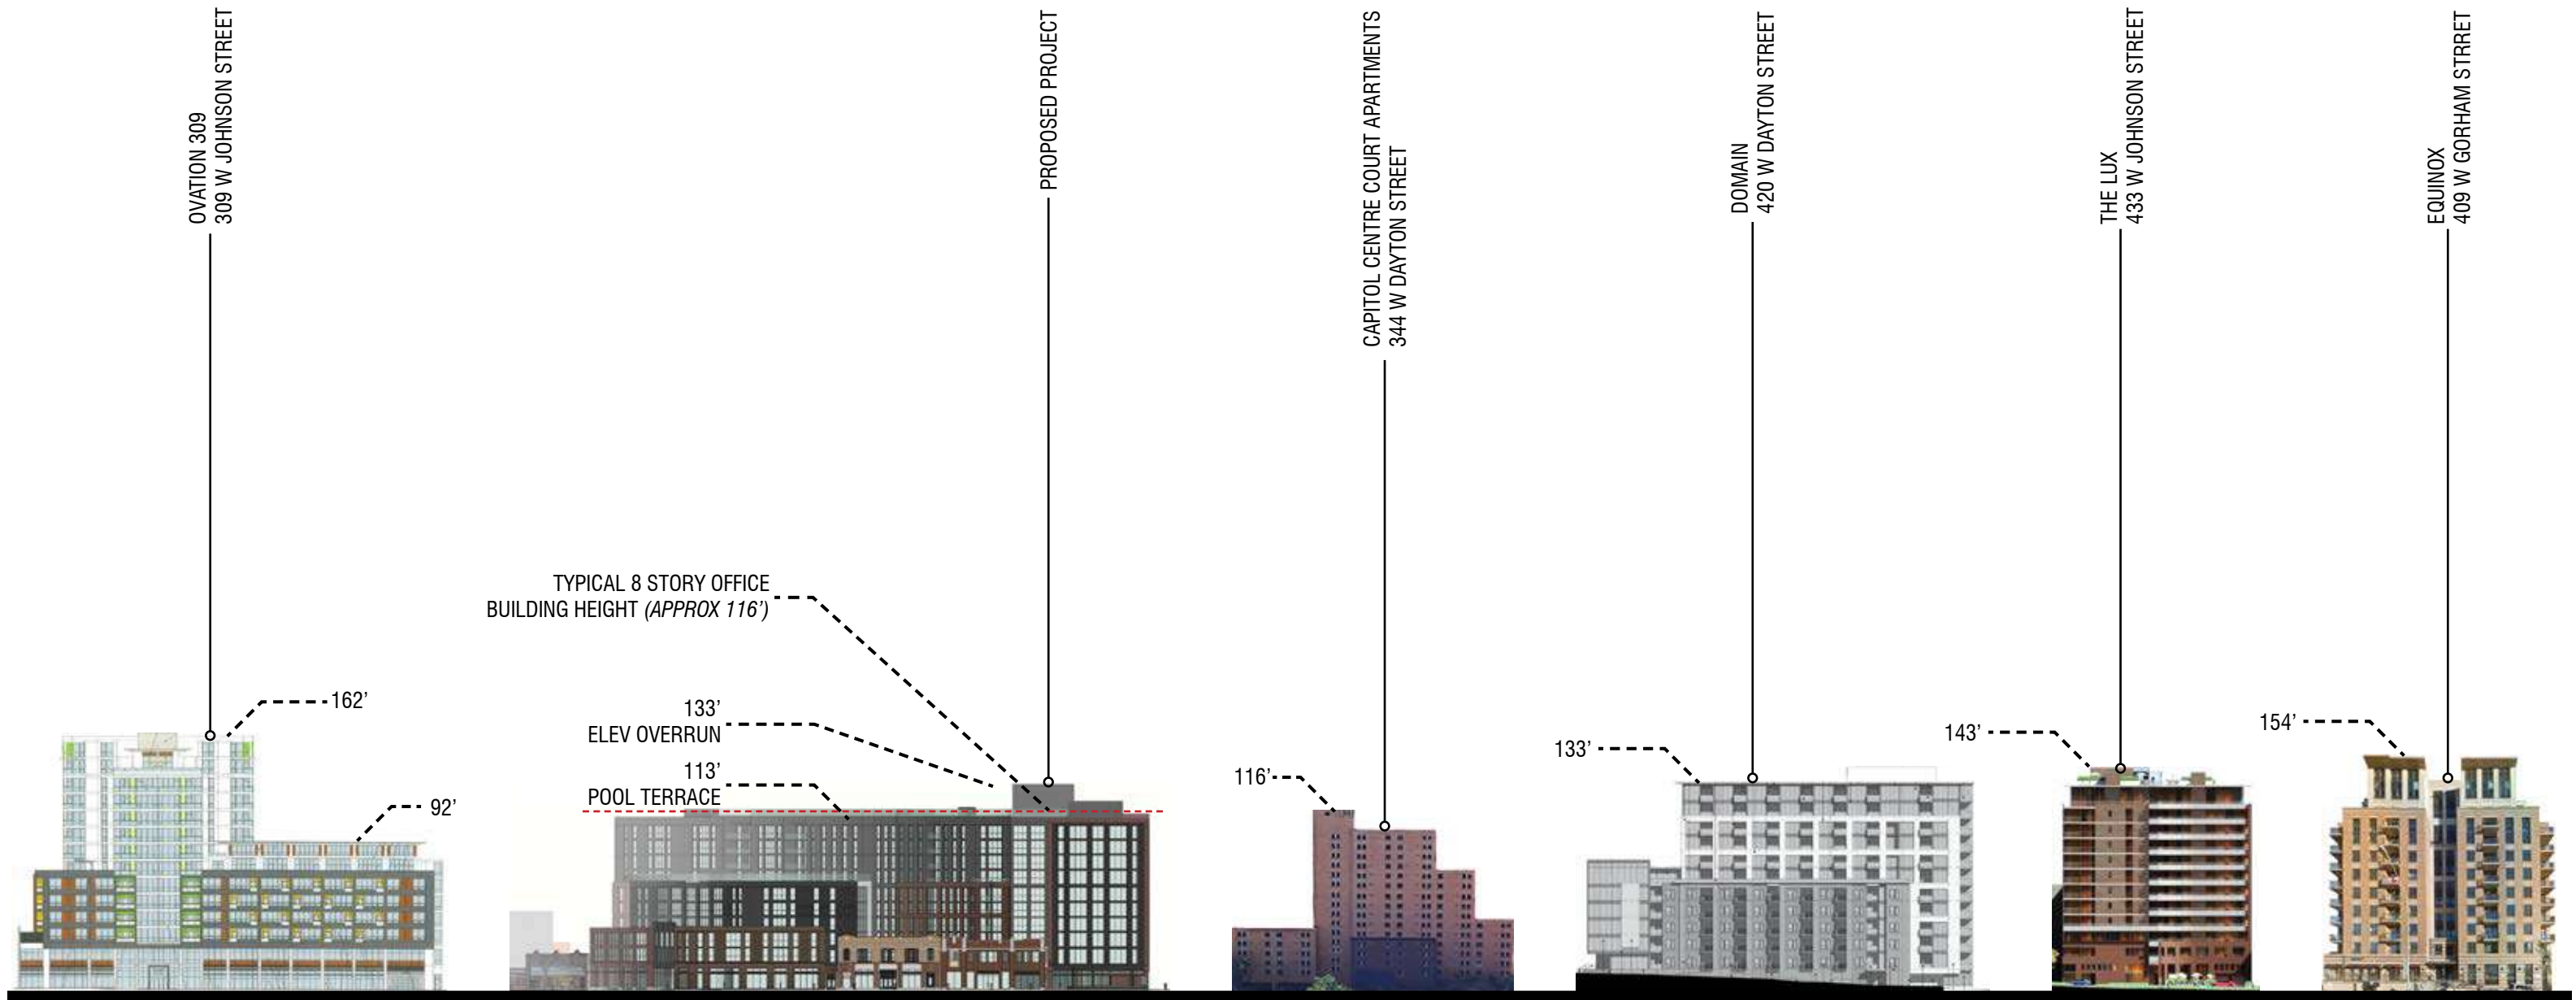 OVATION 309
309 W JOHNSON STREET
PROPOSED PROJECT
CAPITOL CENTRE COURT APARTMENTS
344 W DAYTON STREET
DOMAIN
420 W DAYTON STREET
THE LUX
433 W JOHNSON STREET
EQUINOX
409 W GORHAM STRRET
162’
92’
TYPICAL 8 STORY OFFICE
BUILDING HEIGHT (APPROX 116’)
133’
ELEV OVERRUN
113’
POOL TERRACE
116’
133’
143’
154’